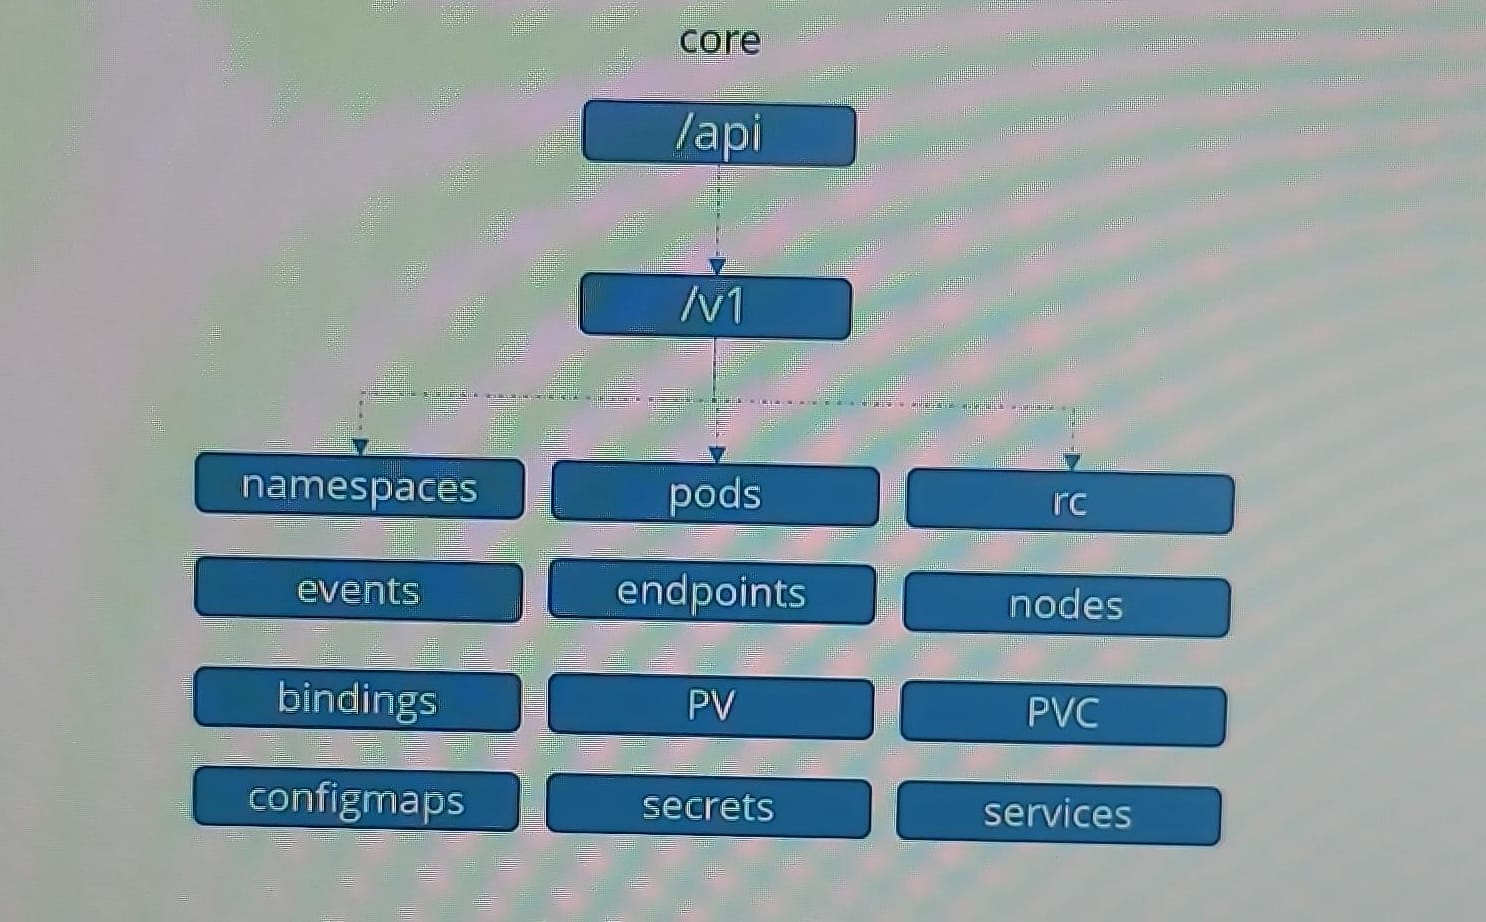 core
/api
/v1
namespaces
pods
rc
events
endpoints
nodes
bindings
PV
PVC
configmaps
secrets
services